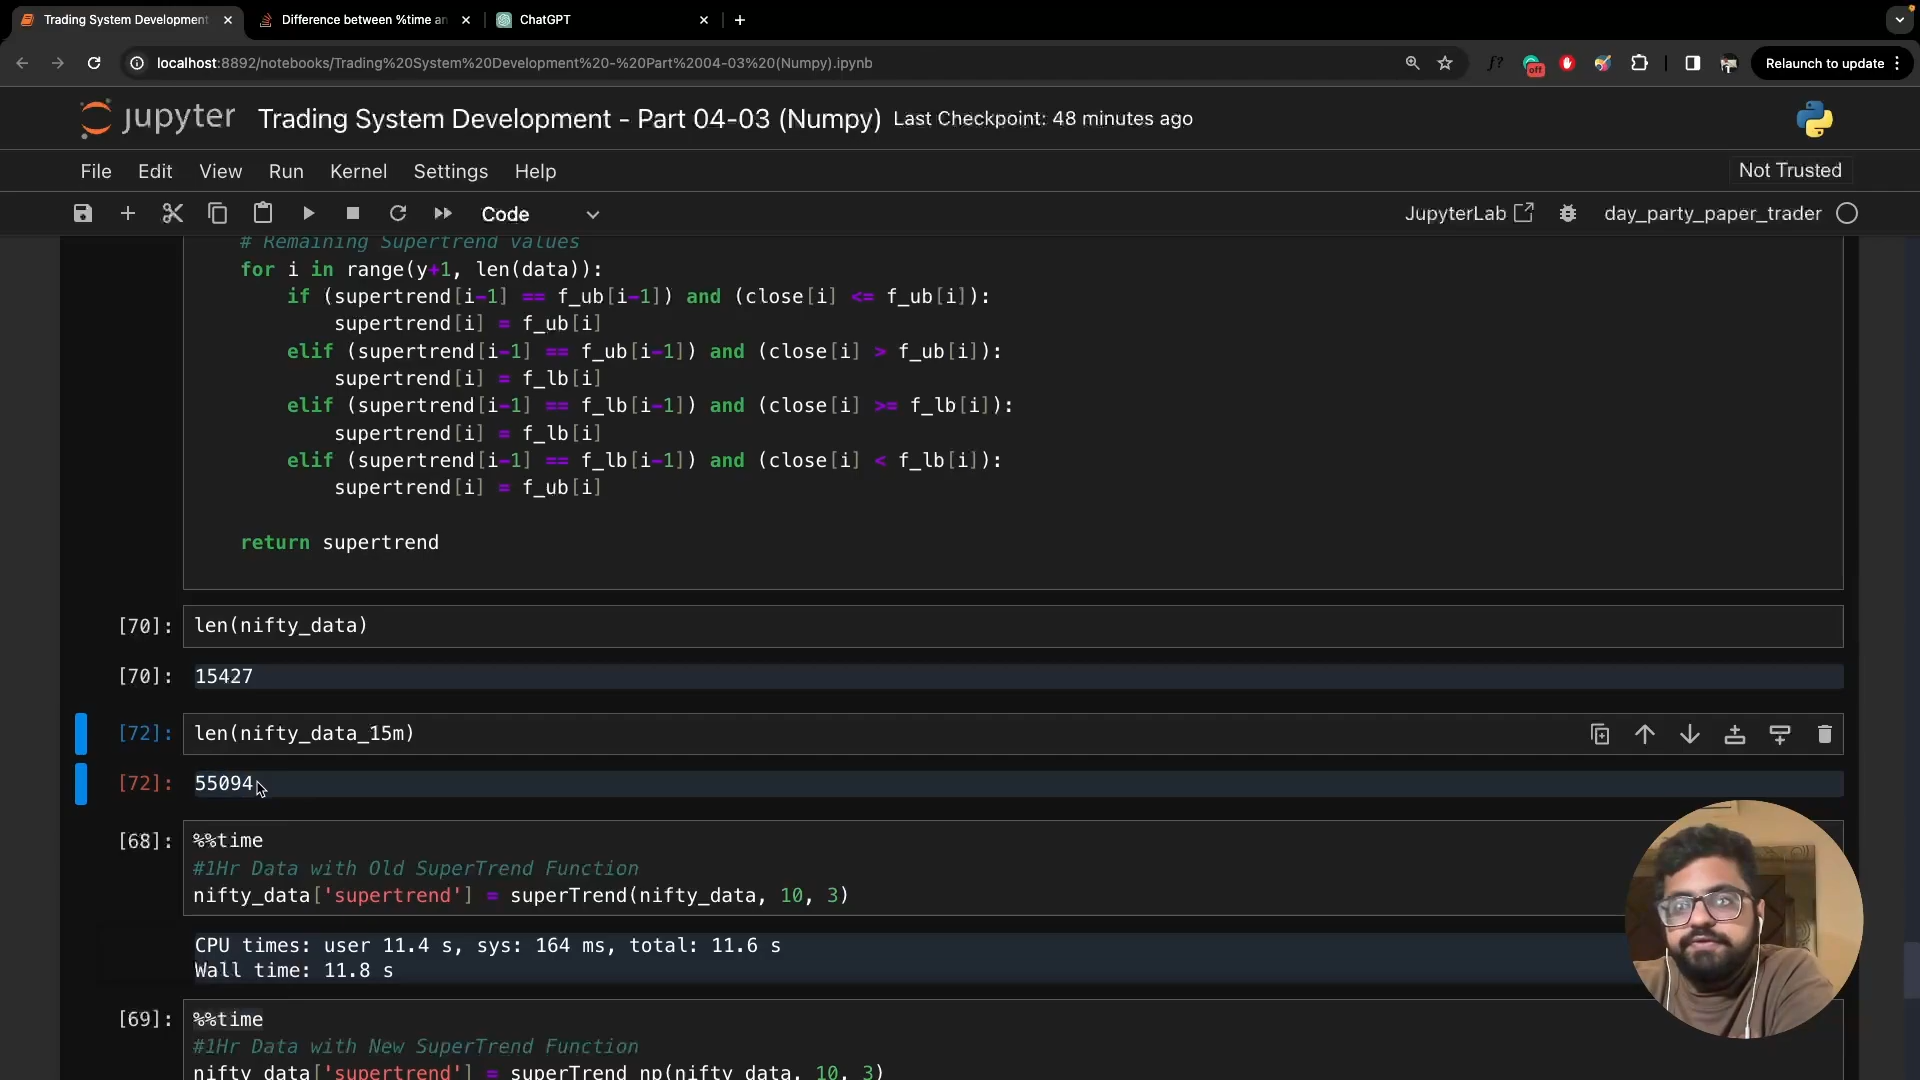 Trading System Development
Difference between %time an
ChatGPT
localhost:8892/notebooks/Trading%20System%20Development%20-%20Part%2004-03%20(Numpy).ipynb
f?
off
Relaunch to update
jupyter
Trading System Development - Part 04-03 (Numpy)
Last Checkpoint: 48 minutes ago
File Edit View Run Kernel Settings Help
Not Trusted
Code
JupyterLab
day_party_paper_trader
# Remaining Supertrend values
for i in range(y+1, len(data)):
if (supertrend[i-1] == f_ub[i-1]) and (close[i] <= f_ub[i]):
supertrend[i] = f_ub[i]
elif (supertrend[i-1] == f_ub[i-1]) and (close[i] > f_ub[i]):
supertrend[i] = f_lb[i]
elif (supertrend[i-1] == f_lb[i-1]) and (close[i] >= f_lb[i]):
supertrend[i] = f_lb[i]
elif (supertrend[i-1] == f_lb[i-1]) and (close[i] < f_lb[i]):
supertrend[i] = f_ub[i]
return supertrend
[70]: len(nifty_data)
[70]: 15427
[72]: len(nifty_data_15m)
[72]: 55094
[68]: %%time
#1Hr Data with Old SuperTrend Function
nifty_data['supertrend'] = superTrend(nifty_data, 10, 3)
CPU times: user 11.4 s, sys: 164 ms, total: 11.6 s
Wall time: 11.8 s
[69]: %%time
#1Hr Data with New SuperTrend Function
nifty_data['supertrend'] = superTrend_np(nifty_data, 10, 3)